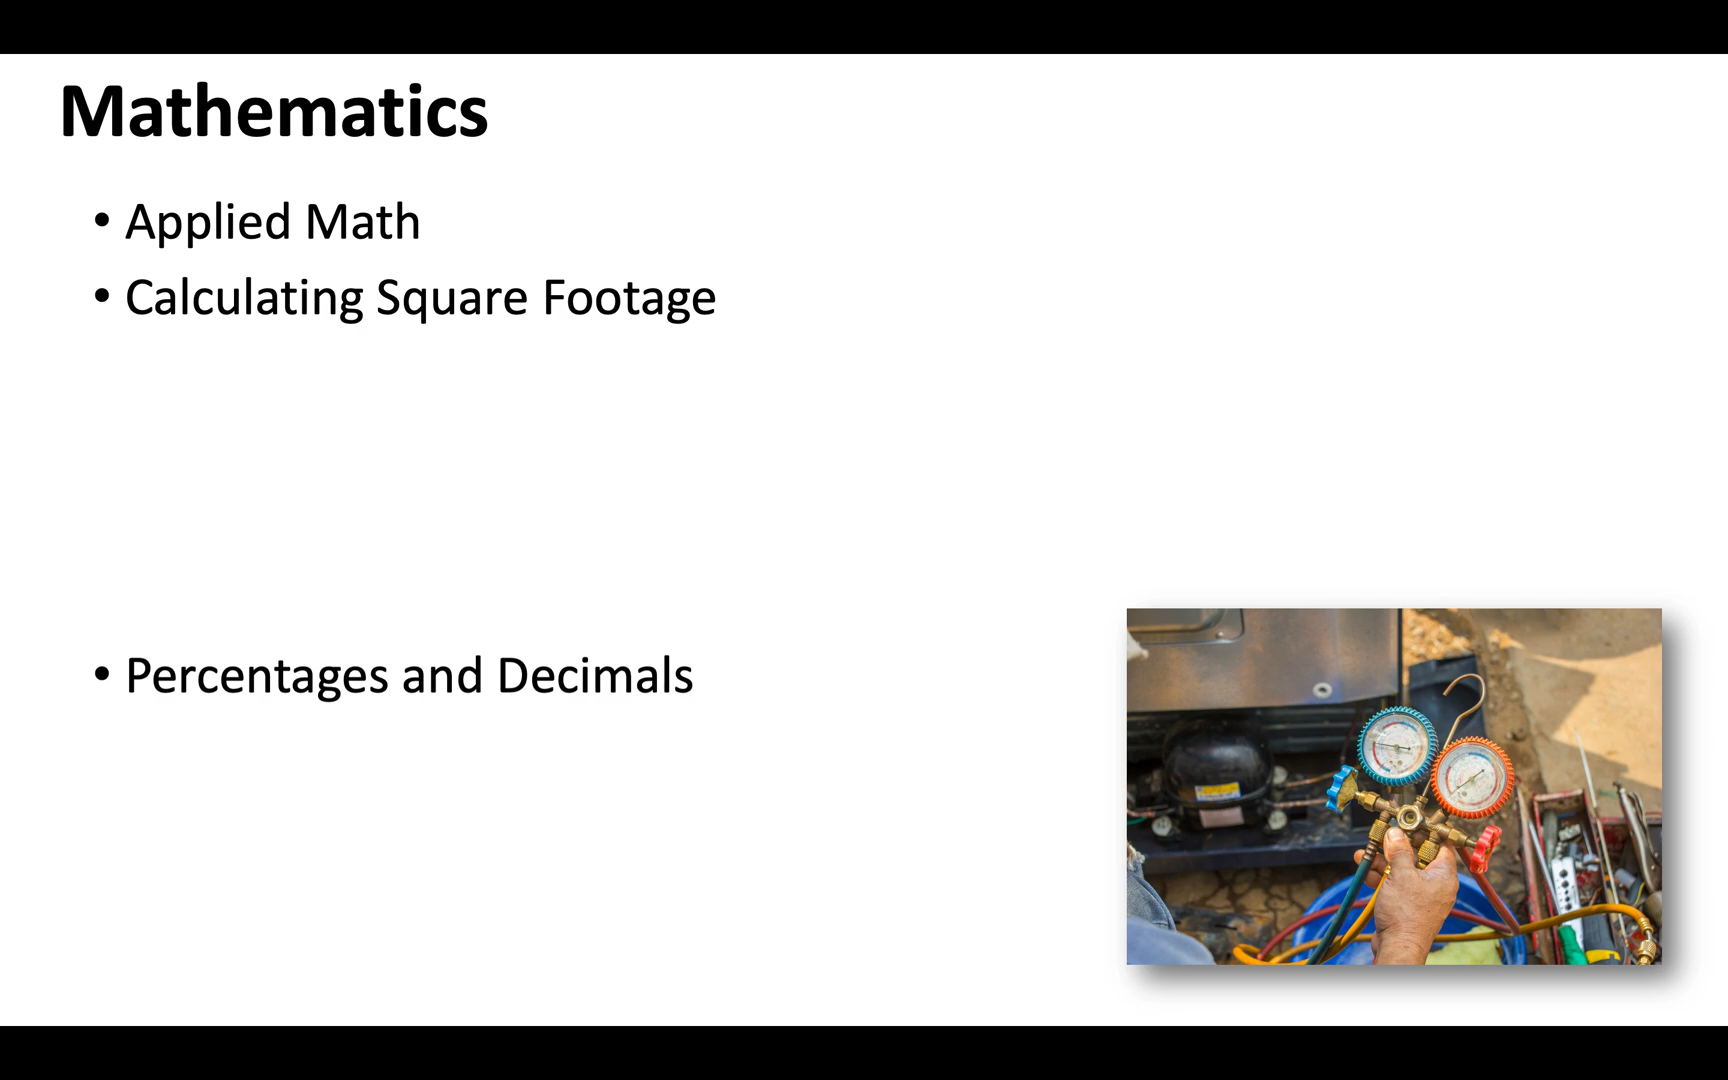 Mathematics
• Applied Math
• Calculating Square Footage
• Percentages and Decimals